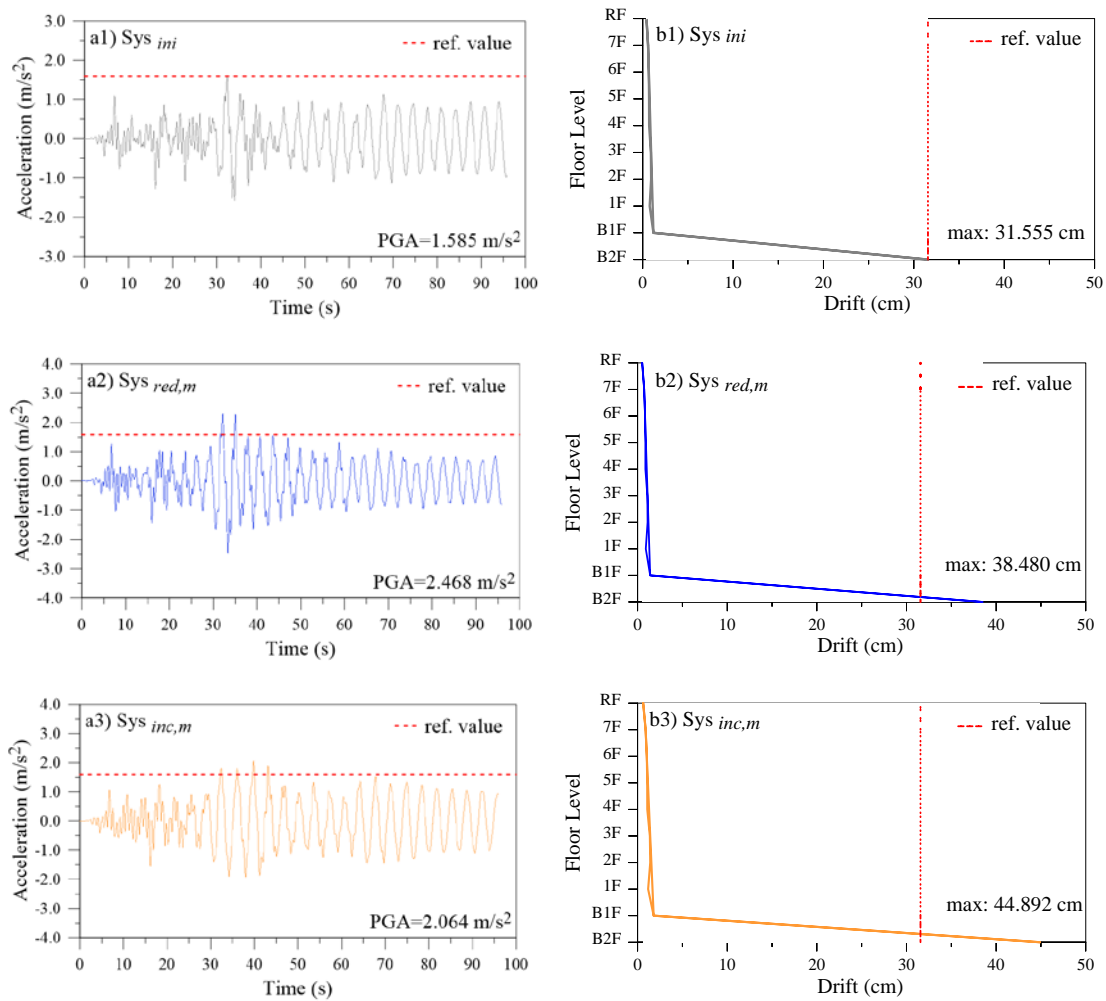 a1) Sys ini
ref. value
3.0
2.0
1.0
0.0
-1.0
-2.0
-3.0
Acceleration (m/s²)
PGA=1.585 m/s²
0 10 20 30 40 50 60 70 80 90 100
Time (s)
b1) Sys ini
ref. value
RF
7F
6F
5F
4F
3F
2F
1F
B1F
B2F
Floor Level
max: 31.555 cm
0 10 20 30 40 50
Drift (cm)
a2) Sys red,m
ref. value
4.0
3.0
2.0
1.0
0.0
-1.0
-2.0
-3.0
-4.0
Acceleration (m/s²)
PGA=2.468 m/s²
0 10 20 30 40 50 60 70 80 90 100
Time (s)
b2) Sys red,m
ref. value
RF
7F
6F
5F
4F
3F
2F
1F
B1F
B2F
Floor Level
max: 38.480 cm
0 10 20 30 40 50
Drift (cm)
a3) Sys inc,m
ref. value
4.0
3.0
2.0
1.0
0.0
-1.0
-2.0
-3.0
-4.0
Acceleration (m/s²)
PGA=2.064 m/s²
0 10 20 30 40 50 60 70 80 90 100
Time (s)
b3) Sys inc,m
ref. value
RF
7F
6F
5F
4F
3F
2F
1F
B1F
B2F
Floor Level
max: 44.892 cm
0 10 20 30 40 50
Drift (cm)